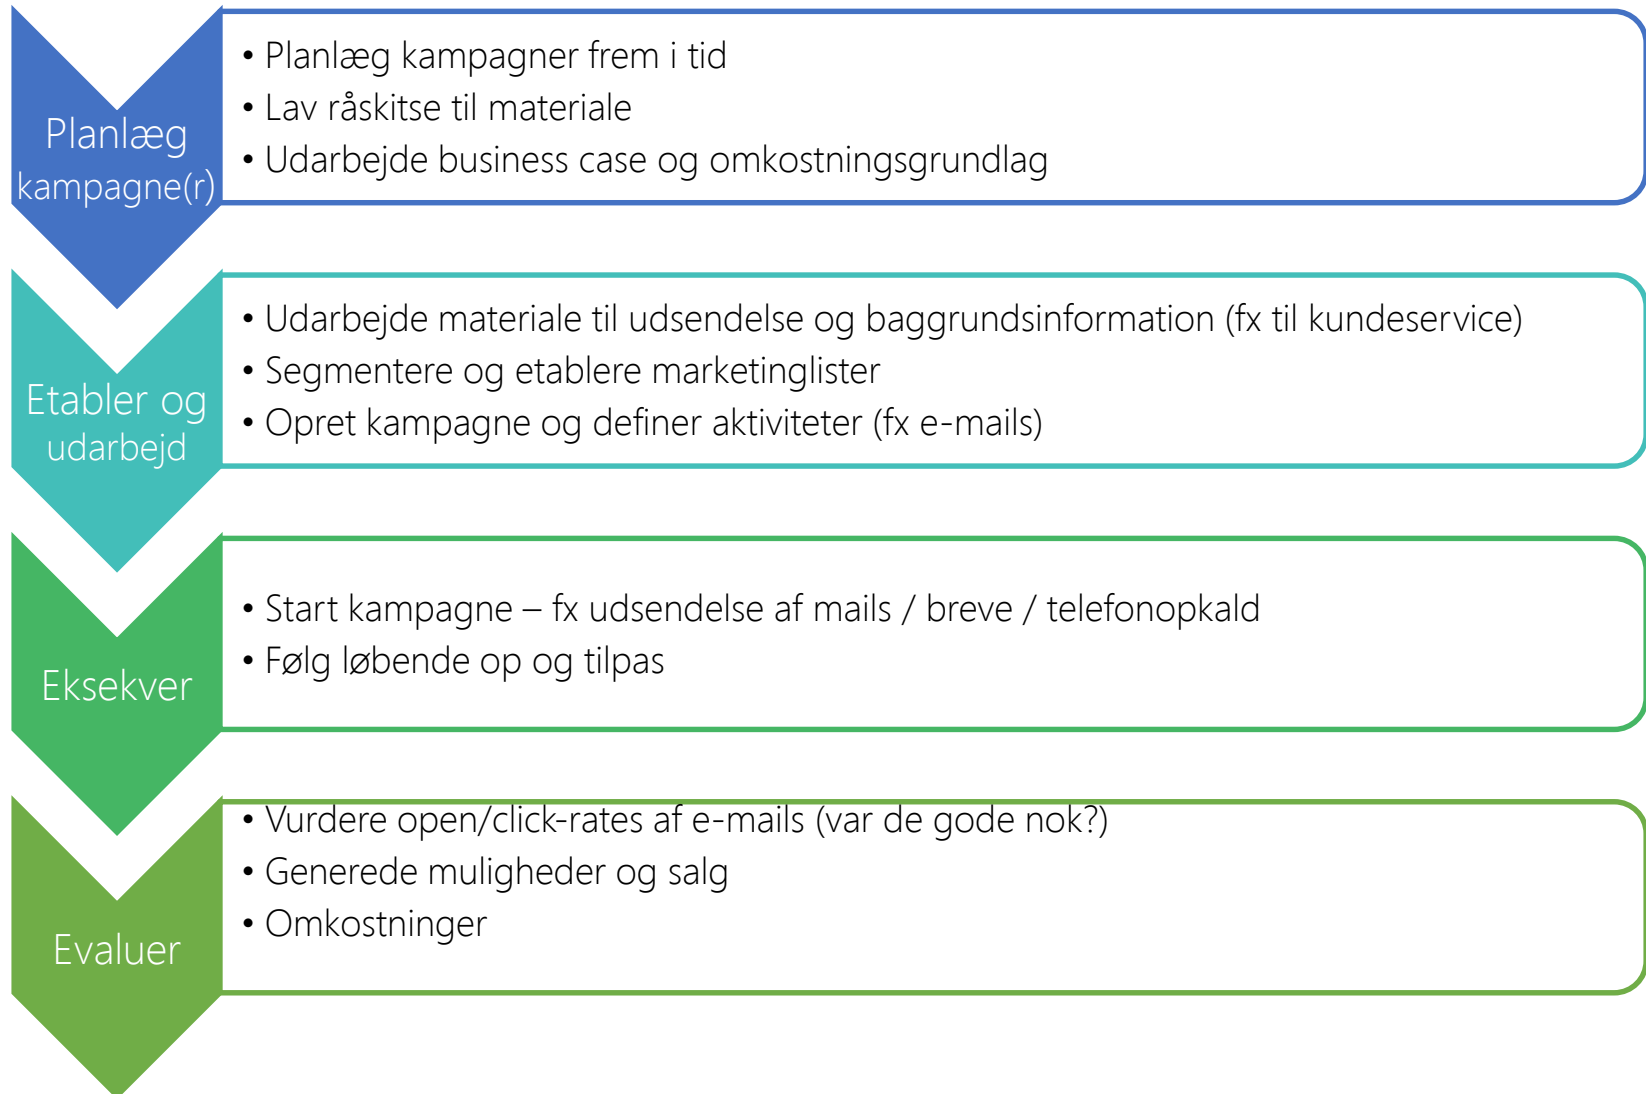 Planlæg
kampagne(r)
• Planlæg kampagner frem i tid
• Lav råskitse til materiale
• Udarbejde business case og omkostningsgrundlag
Etabler og
udarbejd
• Udarbejde materiale til udsendelse og baggrundsinformation (fx til kundeservice)
• Segmentere og etablere marketinglister
• Opret kampagne og definer aktiviteter (fx e-mails)
Eksekver
• Start kampagne – fx udsendelse af mails / breve / telefonopkald
• Følg løbende op og tilpas
Evaluer
• Vurdere open/click-rates af e-mails (var de gode nok?)
• Generede muligheder og salg
• Omkostninger